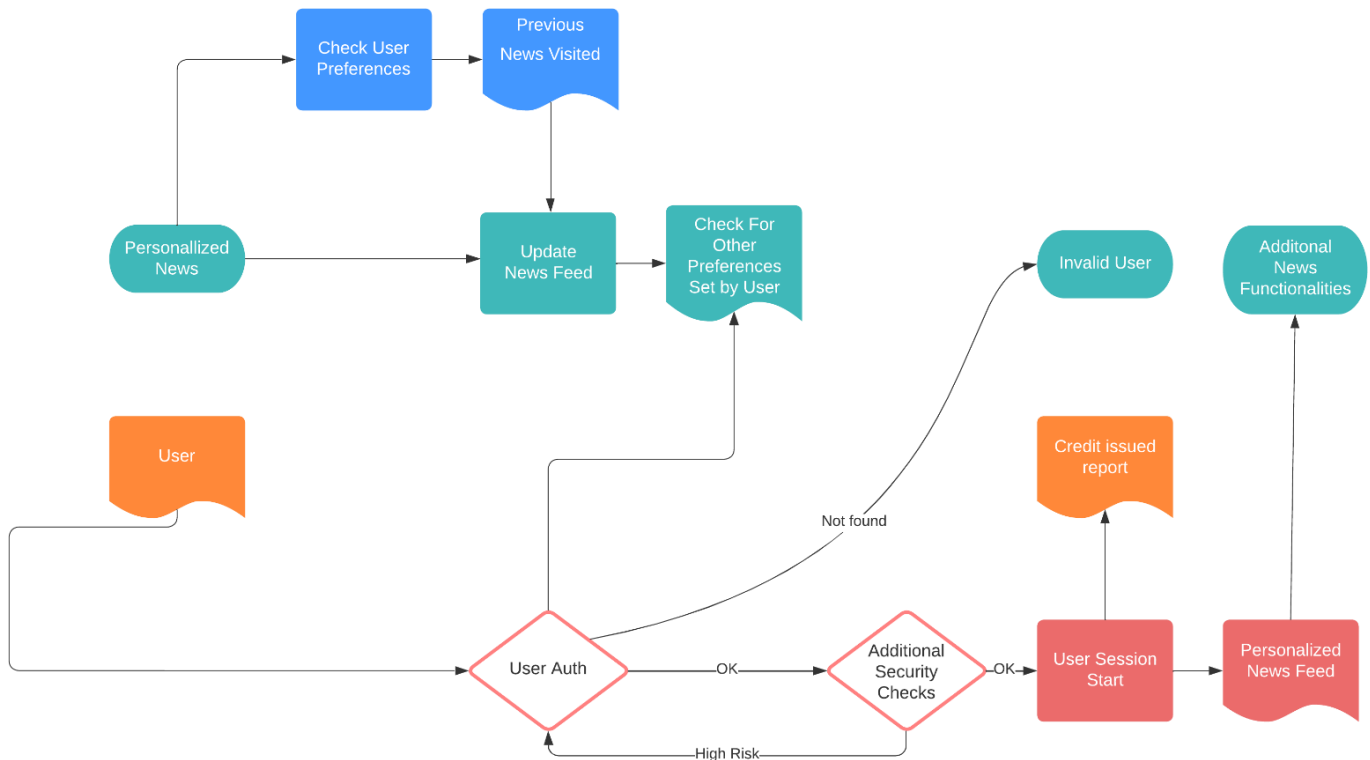 Check User
Preferences
Previous
News Visited
Personallized
News
Update
News Feed
Check For
Other
Preferences
Set by User
Invalid User
Additonal
News
Functionalities
User
Credit issued
report
Not found
User Auth
OK
Additional
Security
Checks
OK
User Session
Start
Personalized
News Feed
High Risk